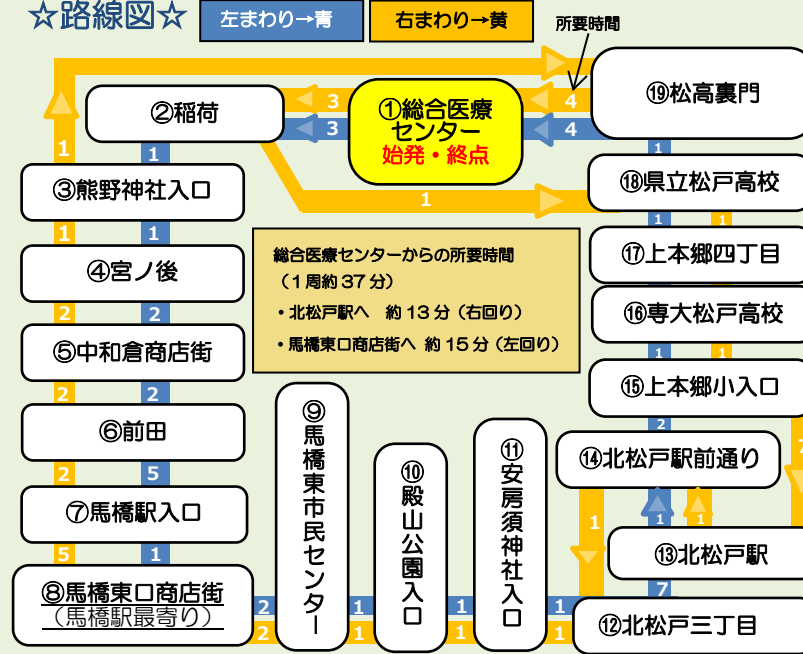 ☆路線図☆
左まわり→青
右まわり→黄
所要時間
①総合医療
センター
始発・終点
②稲荷
③熊野神社入口
④宮ノ後
⑤中和倉商店街
⑥前田
⑦馬橋駅入口
⑧馬橋東口商店街
(馬橋駅最寄り)
⑨馬橋東市民センター
⑩殿山公園入口
⑪安房須神社入口
⑫北松戸三丁目
⑬北松戸駅
⑭北松戸駅前通り
⑮上本郷小入口
⑯専大松戸高校
⑰上本郷四丁目
⑱県立松戸高校
⑲松高裏門
総合医療センターからの所要時間
(1周約37分)
・北松戸駅へ 約13分(右回り)
・馬橋東口商店街へ 約15分(左回り)
3
3
4
4
1
1
1
1
1
2
2
2
2
2
5
5
1
2
2
1
1
1
1
1
1
7
1
1
1
2
1
1
1
1
1
7